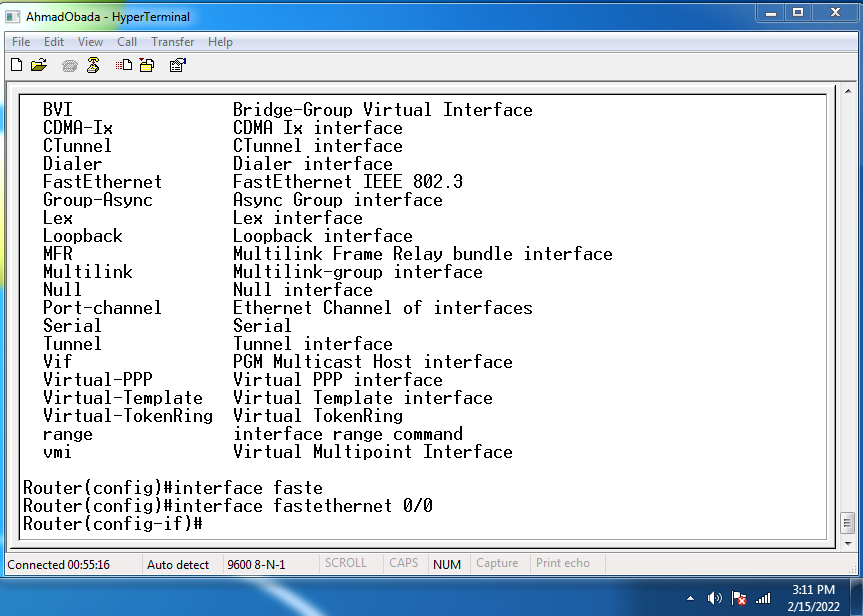 AhmadObada - HyperTerminal
File Edit View Call Transfer Help
BVI Bridge-Group Virtual Interface
CDMA-Ix CDMA Ix interface
CTunnel CTunnel interface
Dialer Dialer interface
FastEthernet FastEthernet IEEE 802.3
Group-Async Async Group interface
Lex Lex interface
Loopback Loopback interface
MFR Multilink Frame Relay bundle interface
Multilink Multilink-group interface
Null Null interface
Port-channel Ethernet Channel of interfaces
Serial Serial
Tunnel Tunnel interface
Vif PGM Multicast Host interface
Virtual-PPP Virtual PPP interface
Virtual-Template Virtual Template interface
Virtual-TokenRing Virtual TokenRing
range interface range command
vmi Virtual Multipoint Interface
Router(config)#interface faste
Router(config)#interface fastethernet 0/0
Router(config-if)#
Connected 00:55:16 Auto detect 9600 8-N-1 SCROLL CAPS NUM Capture Print echo
3:11 PM
2/15/2022